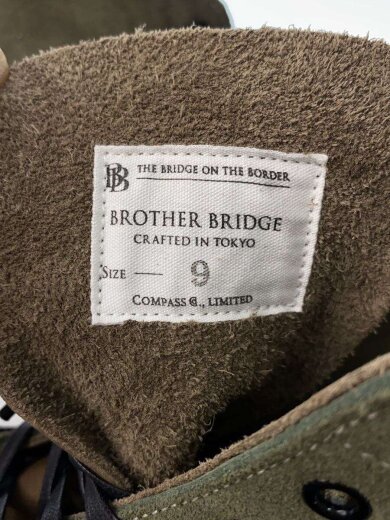 BB THE BRIDGE ON THE BORDER
BROTHER BRIDGE
CRAFTED IN TOKYO
SIZE — 9
COMPASS Co., LIMITED